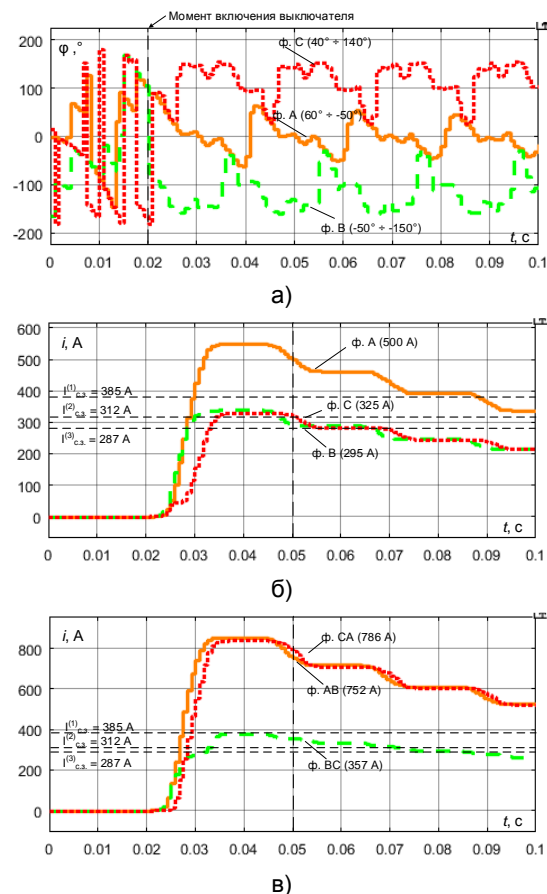 Момент включения выключателя
φ ,°
ф. С (40° ÷ 140°)
200
100
ф. А (60° ÷ -50°)
0
-100
ф. В (-50° ÷ -150°)
-200
t, с
0 0.01 0.02 0.03 0.04 0.05 0.06 0.07 0.08 0.09 0.1
а)
600
i, А
ф. А (500 А)
500
I(1)с.з. = 385 А
400
I(2)с.з. = 312 А
ф. С (325 А)
300
I(3)с.з. = 287 А
ф. В (295 А)
200
100
0
t, с
0 0.01 0.02 0.03 0.04 0.05 0.06 0.07 0.08 0.09 0.1
б)
i, А
ф. СА (786 А)
800
ф. АВ (752 А)
600
I(1)с.з. = 385 А
400
I(2)с.з. = 312 А
ф. ВС (357 А)
I(3)с.з. = 287 А
200
0
t, с
0 0.01 0.02 0.03 0.04 0.05 0.06 0.07 0.08 0.09 0.1
в)